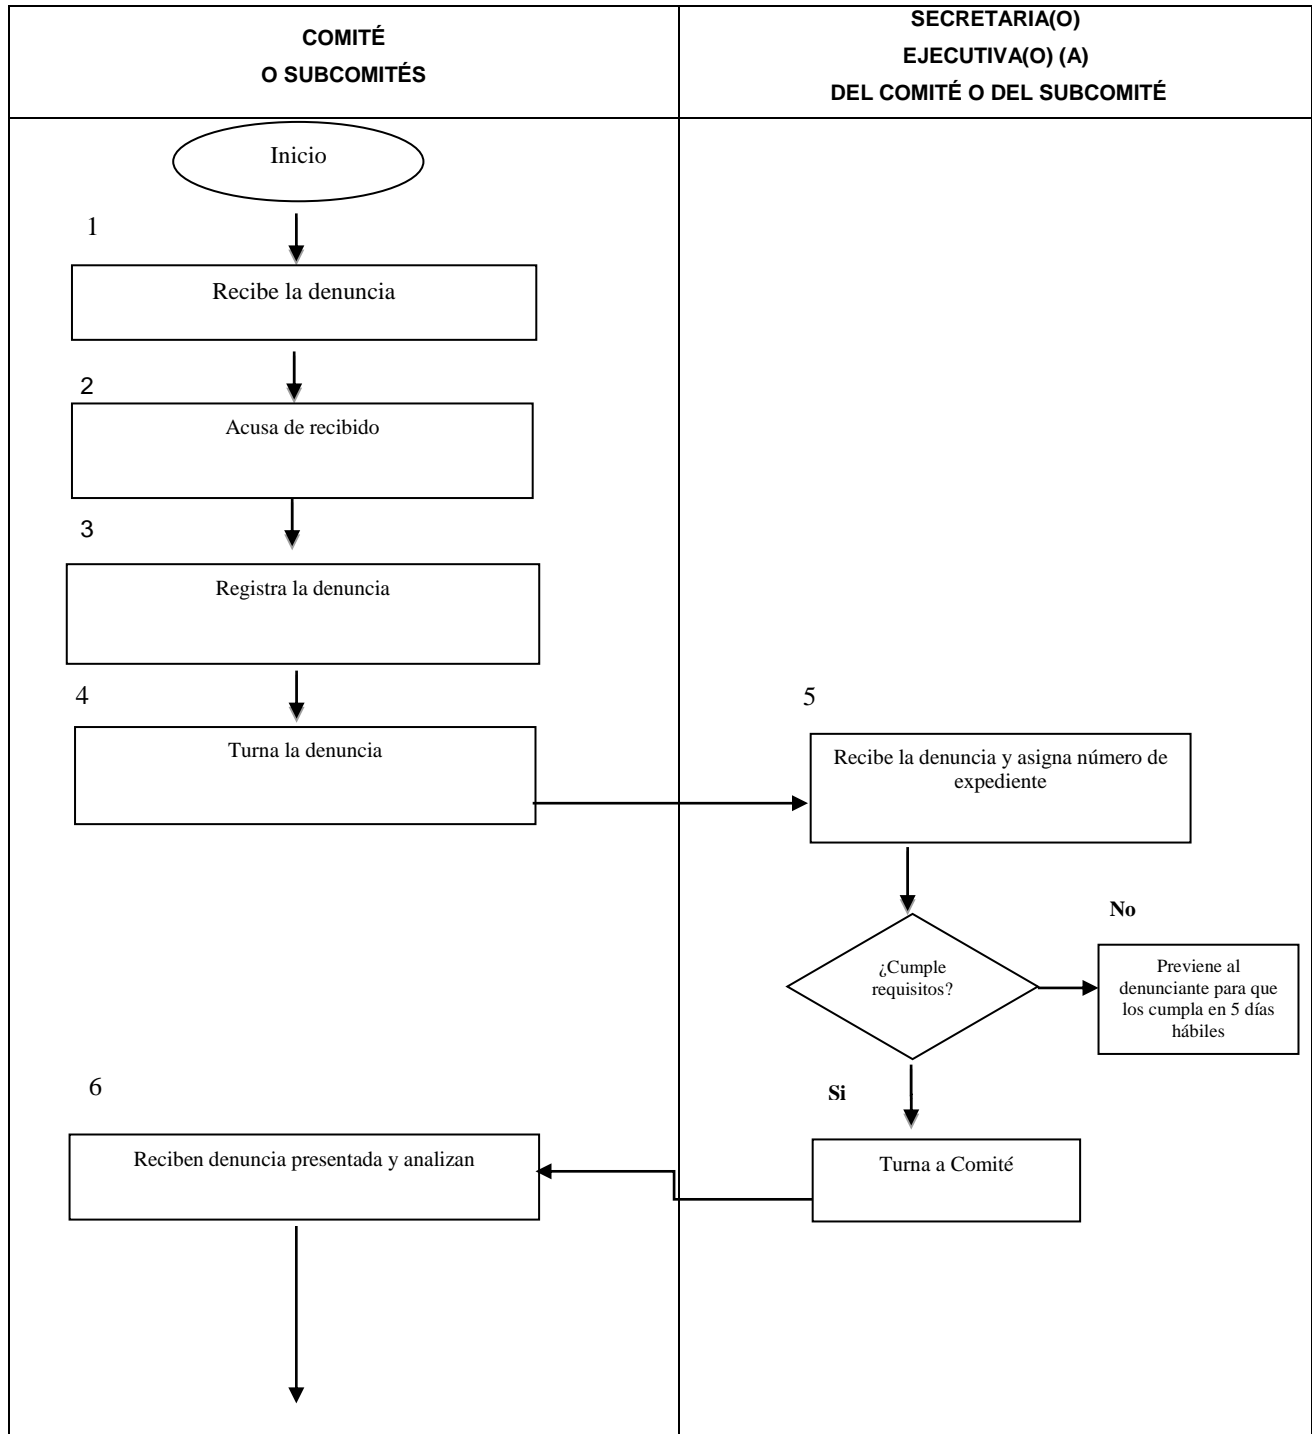 COMITÉ
O SUBCOMITÉS
SECRETARIA(O)
EJECUTIVA(O) (A)
DEL COMITÉ O DEL SUBCOMITÉ
Inicio
1
Recibe la denuncia
2
Acusa de recibido
3
Registra la denuncia
4
Turna la denuncia
5
Recibe la denuncia y asigna número de
expediente
¿Cumple
requisitos?
No
Previene al
denunciante para que
los cumpla en 5 días
hábiles
Si
Turna a Comité
6
Reciben denuncia presentada y analizan